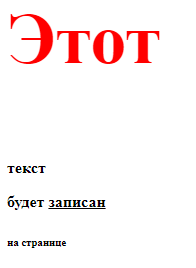 Этот
текст
будет записан
на странице